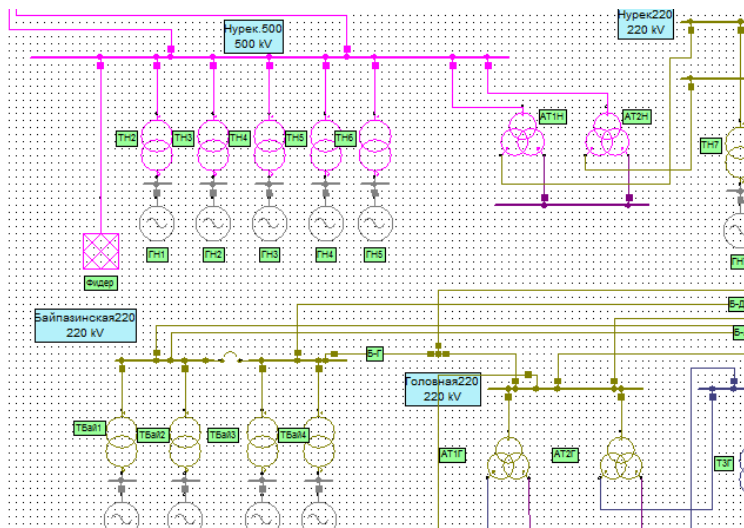 Нурек.500
500 kV
Нурек220
220 kV
ТН2
ТН3
ТН4
ТН5
ТН6
АТ1Н
АТ2Н
ТН7
ГН1
ГН2
ГН3
ГН4
ГН5
Фидер
Байпазинская220
220 kV
Б-Г
Головная220
220 kV
ТБай1
ТБай2
ТБай3
ТБай4
АТ1Г
АТ2Г
Т3Г